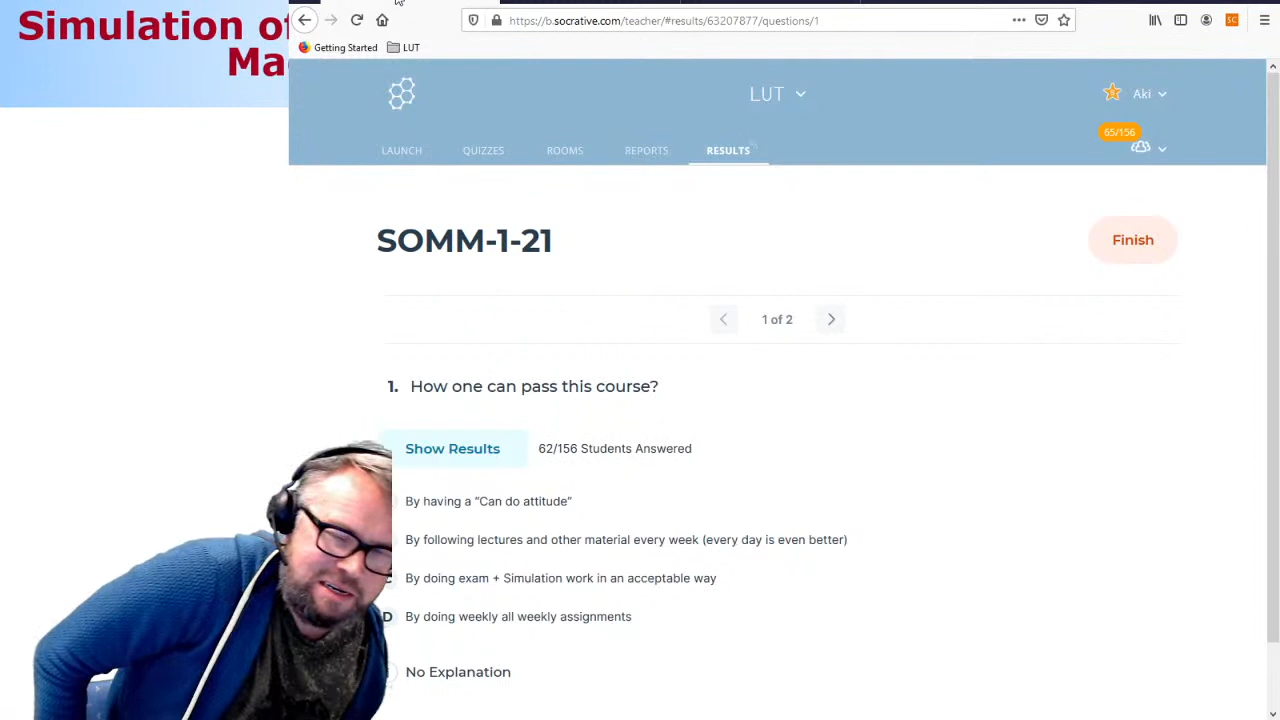 Simulation of
Ma
https://b.socrative.com/teacher/#results/63207877/questions/1
Getting Started
LUT
LUT
Aki
65/156
LAUNCH
QUIZZES
ROOMS
REPORTS
RESULTS
SOMM-1-21
Finish
1 of 2
1. How one can pass this course?
Show Results
62/156 Students Answered
By having a "Can do attitude"
By following lectures and other material every week (every day is even better)
By doing exam + Simulation work in an acceptable way
D By doing weekly all weekly assignments
No Explanation